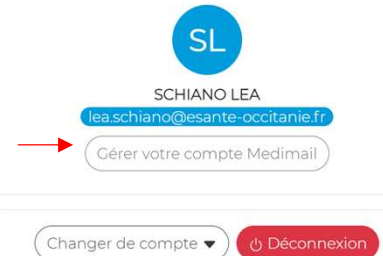 SL
SCHIANO LEA
lea.schiano@esante-occitanie.fr
Gérer votre compte Medimail
Changer de compte ▼
Déconnexion